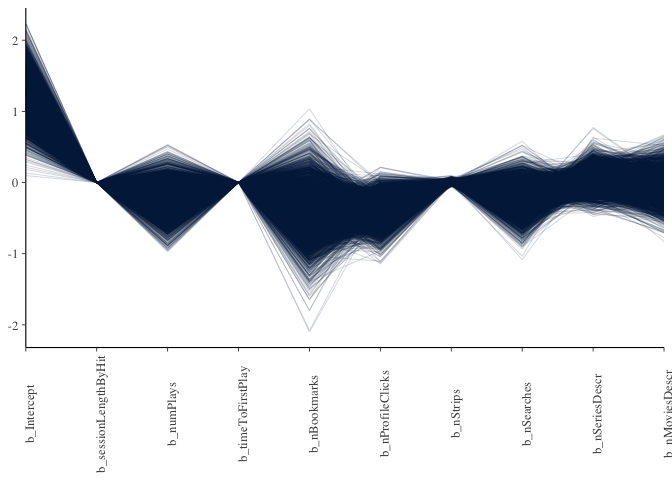 2
1
0
-1
-2
b_Intercept
b_sessionLengthByHit
b_numPlays
b_timeToFirstPlay
b_nBookmarks
b_nProfileClicks
b_nStrips
b_nSearches
b_nSeriesDescr
b_nMoviesDescr